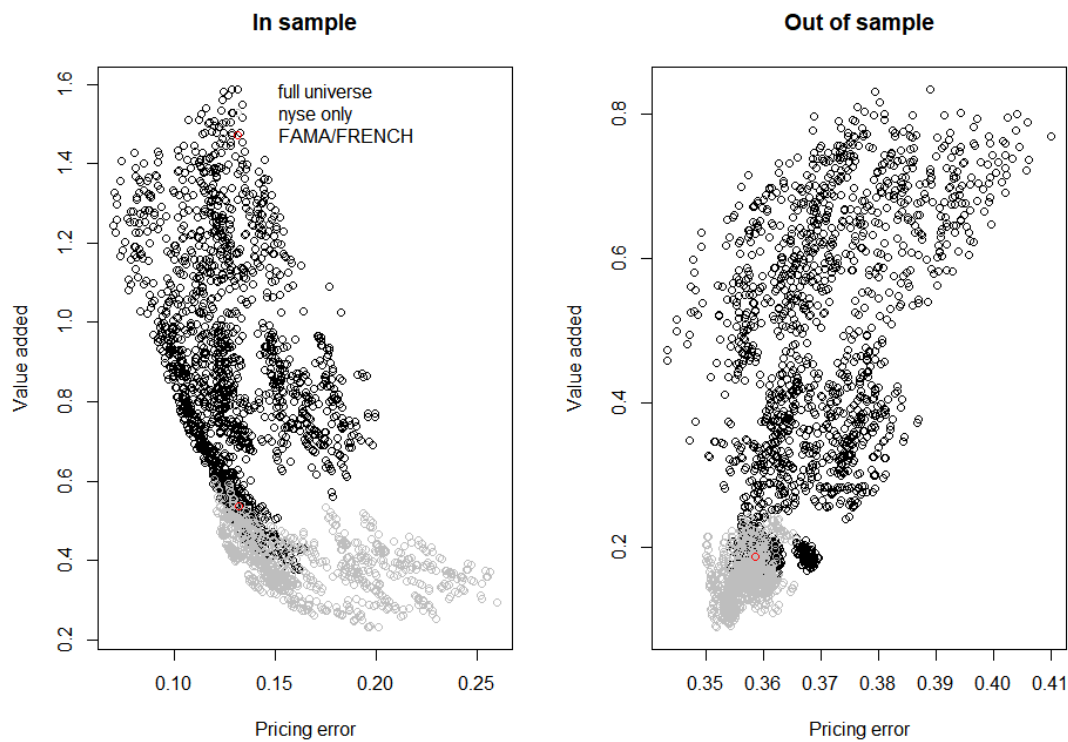 In sample
Out of sample
full universe
nyse only
FAMA/FRENCH
Value added
0.2
0.4
0.6
0.8
1.0
1.2
1.4
1.6
0.10
0.15
0.20
0.25
Pricing error
Value added
0.2
0.4
0.6
0.8
0.35
0.36
0.37
0.38
0.39
0.40
0.41
Pricing error